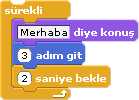 sürekli
Merhaba diye konuş
3 adım git
2 saniye bekle